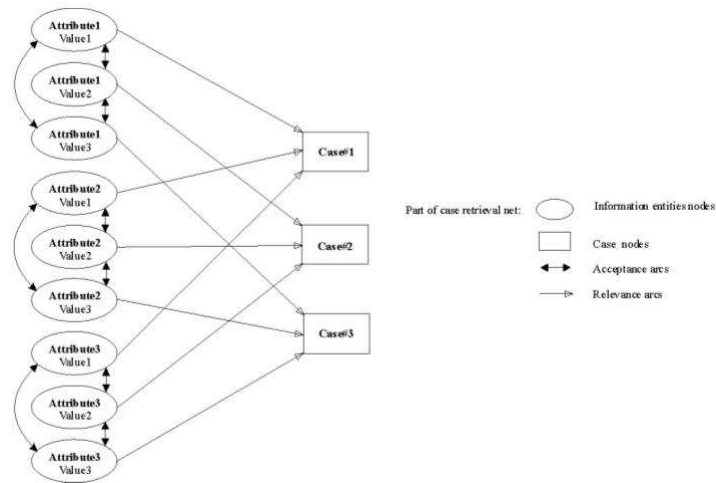 Attribute1
Value1
Attribute1
Value2
Attribute1
Value3
Attribute2
Value1
Attribute2
Value2
Attribute2
Value3
Attribute3
Value1
Attribute3
Value2
Attribute3
Value3
Case#1
Case#2
Case#3
Part of case retrieval net:
Information entities nodes
Case nodes
Acceptance arcs
Relevance arcs